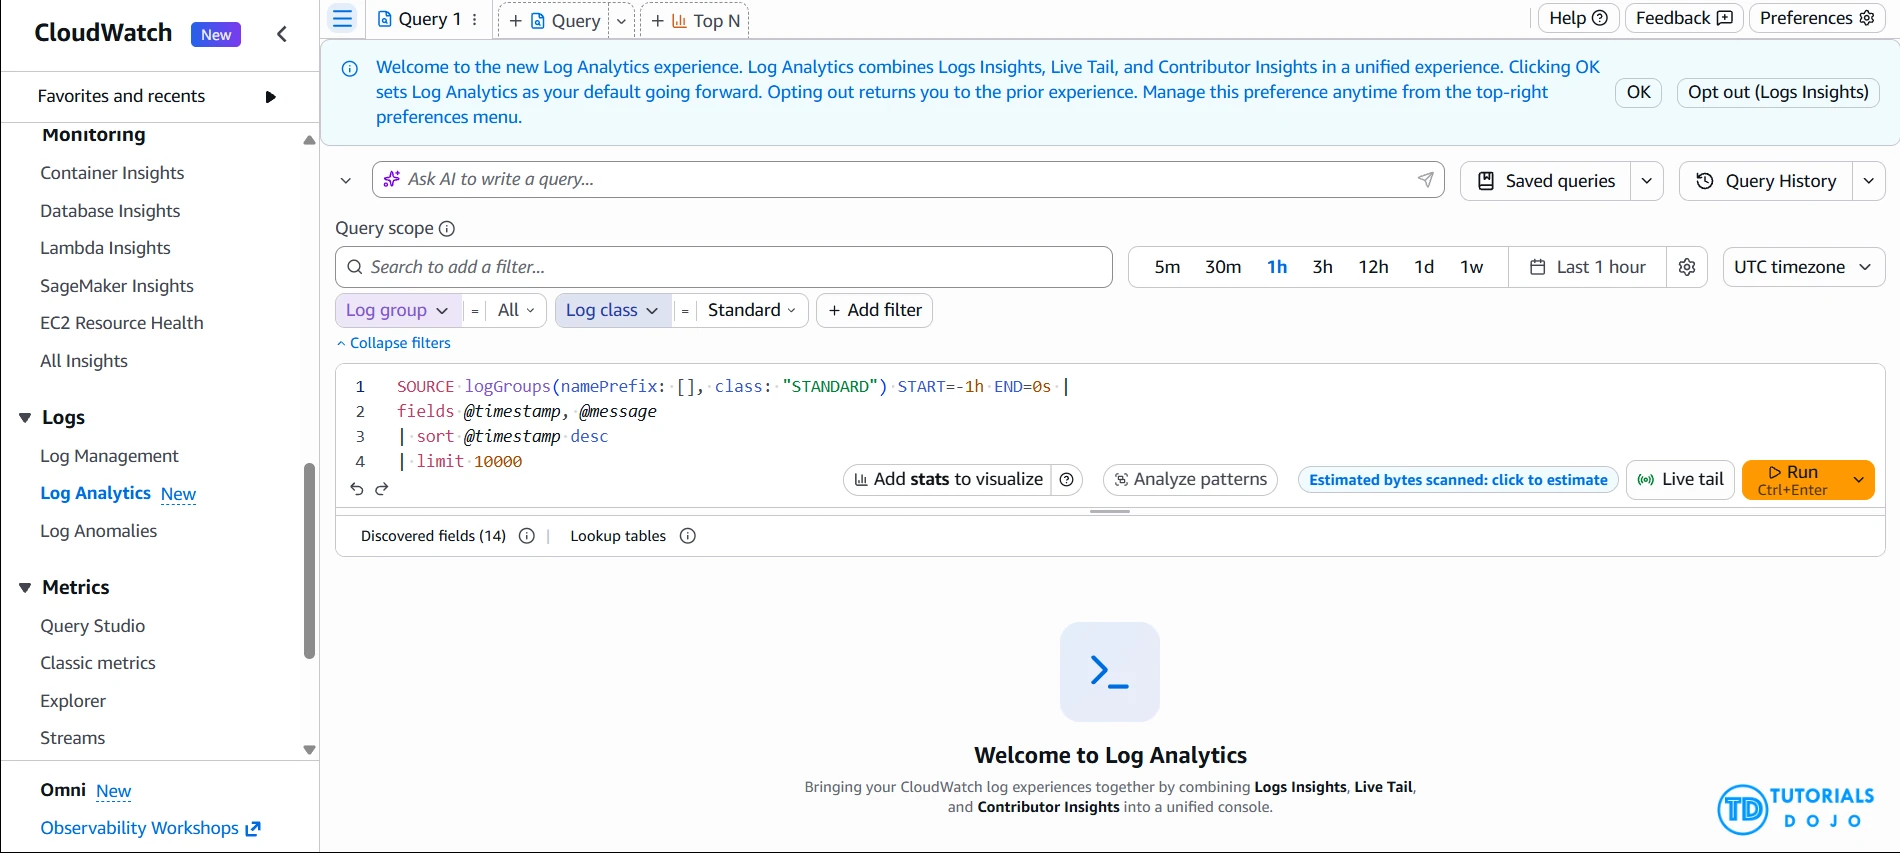 CloudWatch New
Favorites and recents
Monitoring
Container Insights
Database Insights
Lambda Insights
SageMaker Insights
EC2 Resource Health
All Insights
Logs
Log Management
Log Analytics New
Log Anomalies
Metrics
Query Studio
Classic metrics
Explorer
Streams
Omni New
Observability Workshops
Query 1
+ Query
+ Top N
Help
Feedback
Preferences
Welcome to the new Log Analytics experience. Log Analytics combines Logs Insights, Live Tail, and Contributor Insights in a unified experience. Clicking OK
sets Log Analytics as your default going forward. Opting out returns you to the prior experience. Manage this preference anytime from the top-right
preferences menu.
OK
Opt out (Logs Insights)
Ask AI to write a query...
Saved queries
Query History
Query scope
Search to add a filter...
5m 30m 1h 3h 12h 1d 1w
Last 1 hour
UTC timezone
Log group = All
Log class = Standard
+ Add filter
Collapse filters
1 SOURCE logGroups(namePrefix: [], class: "STANDARD") START=-1h END=0s |
2 fields @timestamp, @message
3 | sort @timestamp desc
4 | limit 10000
Add stats to visualize
Analyze patterns
Estimated bytes scanned: click to estimate
Live tail
Run
Ctrl+Enter
Discovered fields (14)
Lookup tables
Welcome to Log Analytics
Bringing your CloudWatch log experiences together by combining Logs Insights, Live Tail,
and Contributor Insights into a unified console.
TD TUTORIALS
DOJO